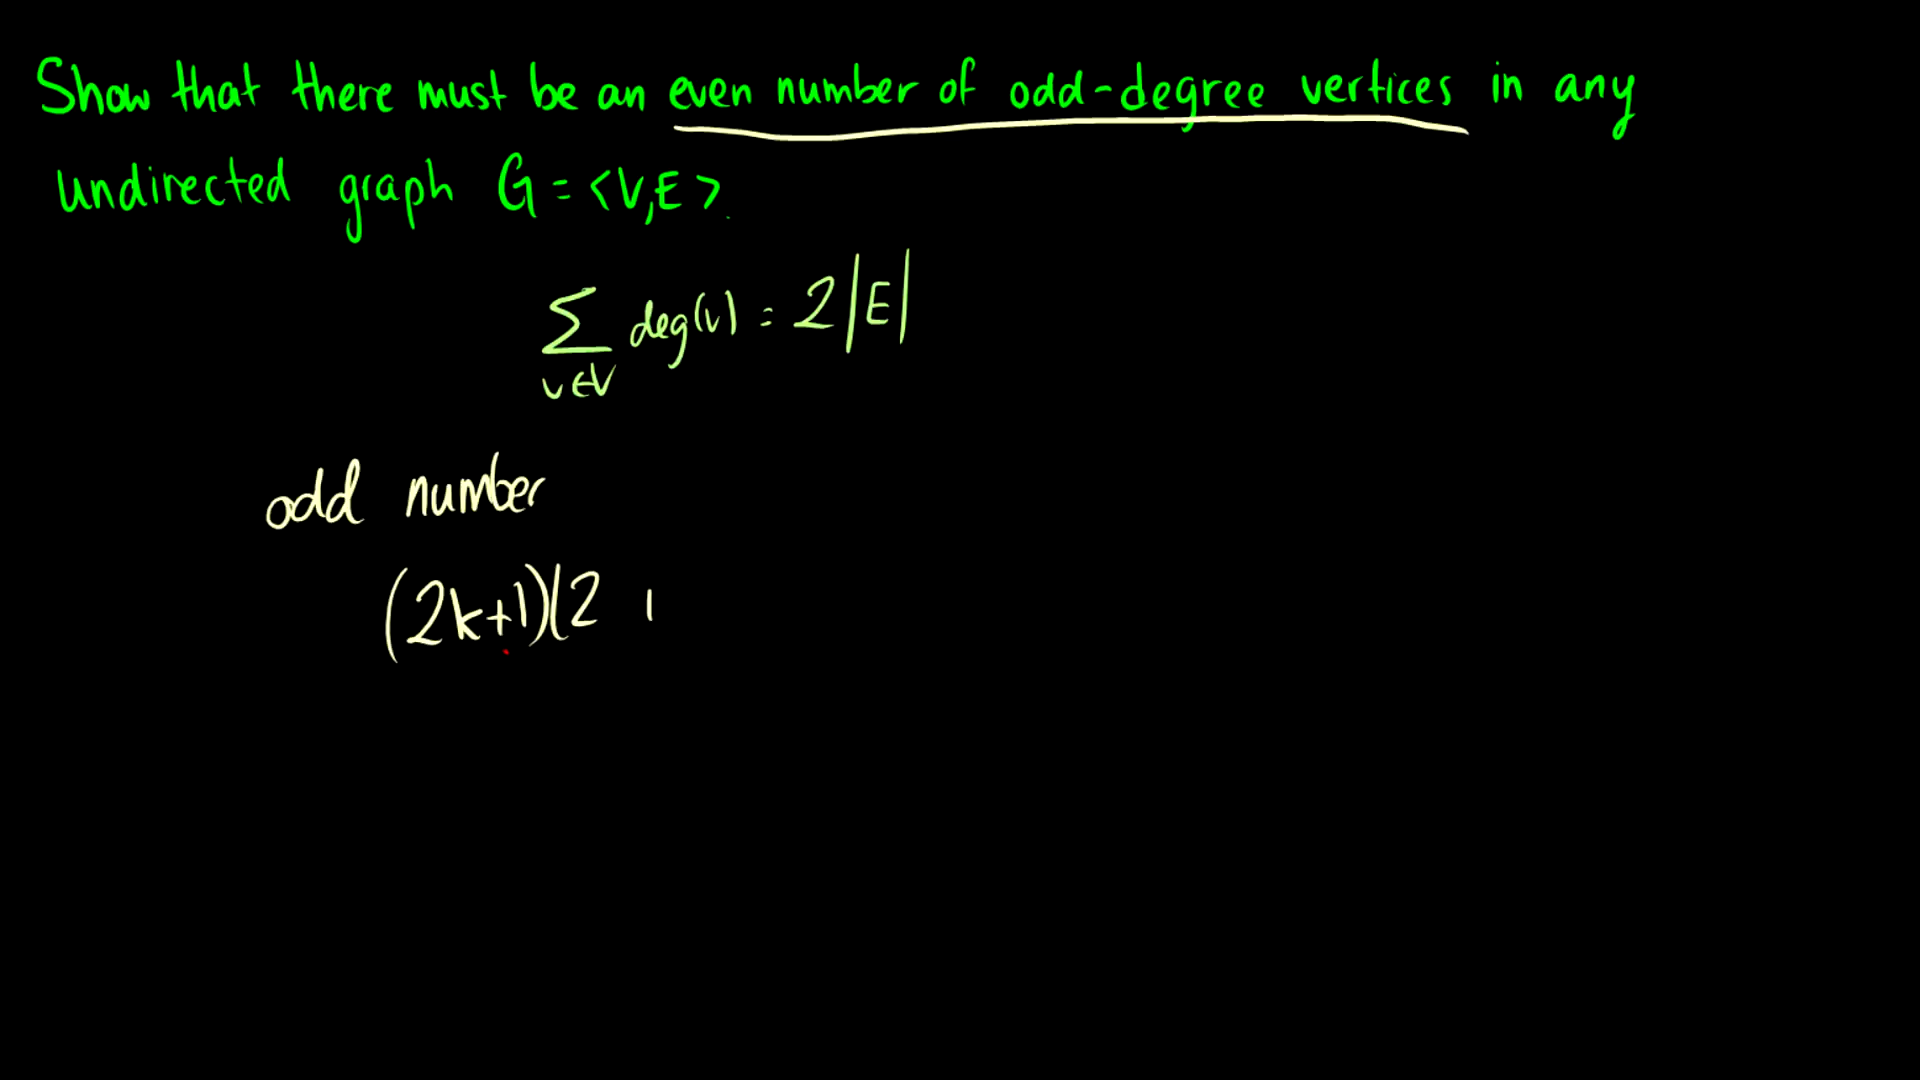 Show that there must be an even number of odd-degree vertices in any
undirected graph G = <V,E>.
∑ deg(v) = 2|E|
v∈V
odd number
(2k+1)(2 1